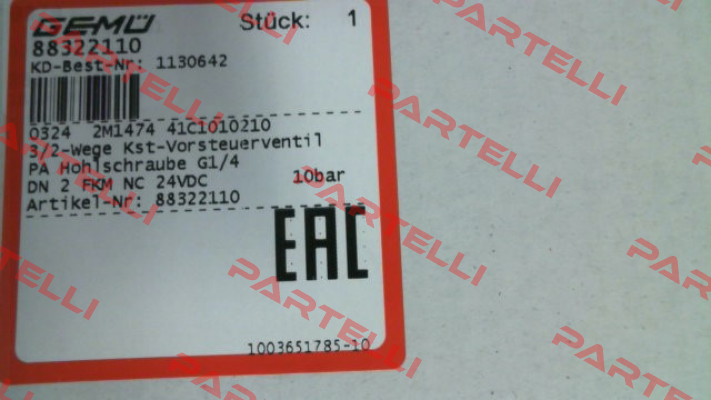 GEMÜ Stück: 1
88322110
KD-Best-Nr: 1130642
0324 2M1474 41C1010210
3/2-Wege Kst-Vorsteuerventil
PA Hohlschraube G1/4
DN 2 FKM NC 24VDC 10bar
Artikel-Nr: 88322110
EAC
1003651785-10
PARTELLI
PARTELLI
PARTELLI
PARTELLI
PARTELLI
PARTELLI
PARTELLI
PARTELLI
PARTELLI
PARTELLI